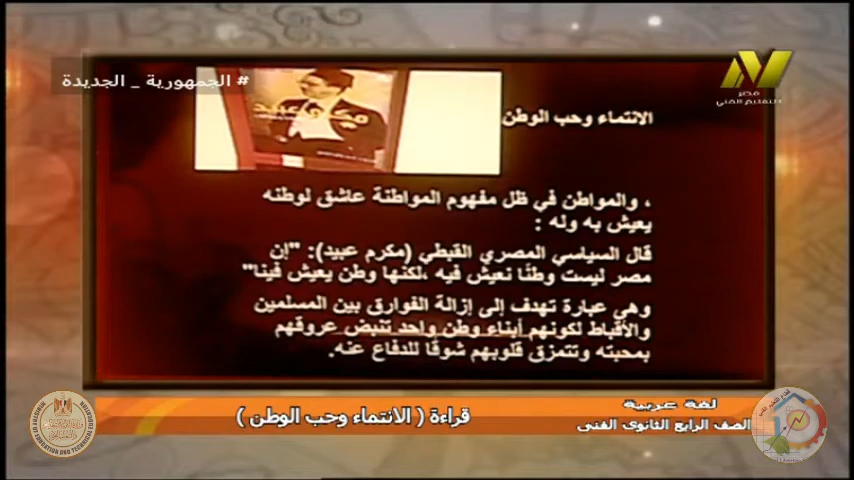 # الجمهورية _ الجديدة
مصر
التعليم الفني
مكرم عبيد
الانتماء وحب الوطن
، والمواطن في ظل مفهوم المواطنة عاشق لوطنه
يعيش به وله :
قال السياسي المصري القبطي (مكرم عبيد): "إن
مصر ليست وطنًا نعيش فيه ،لكنها وطن يعيش فينا"
وهي عبارة تهدف إلى إزالة الفوارق بين المسلمين
والأقباط لكونهم أبناء وطن واحد تنبض عروقهم
بمحبته وتتمزق قلوبهم شوقًا للدفاع عنه.
لغة عربية
الصف الرابع الثانوى الفنى
قراءة ( الانتماء وحب الوطن )